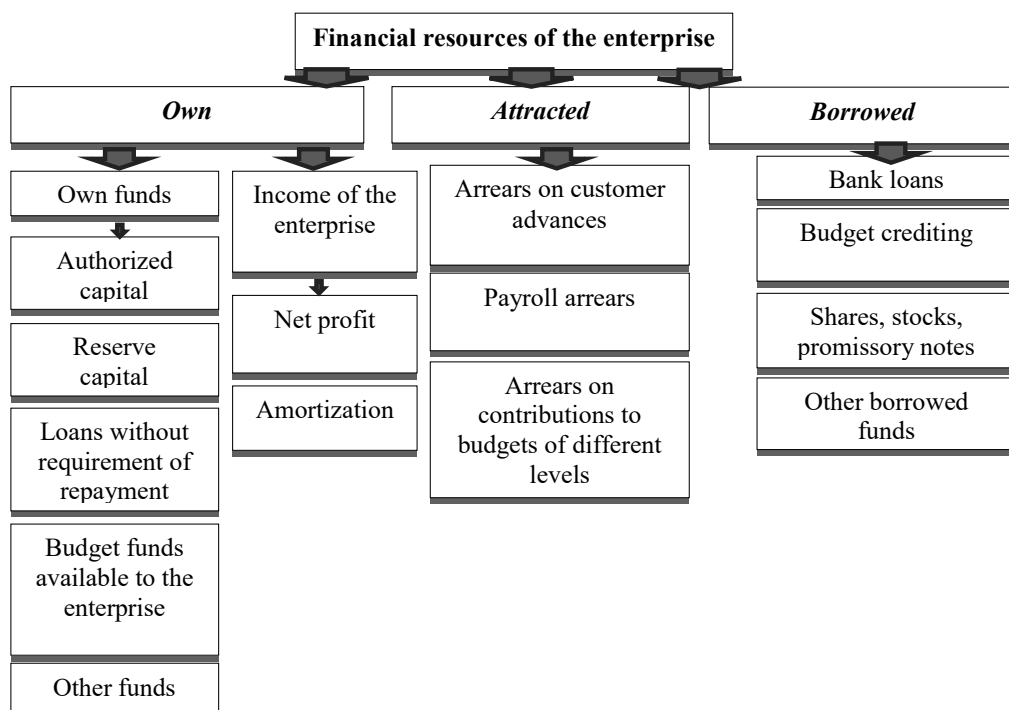 Financial resources of the enterprise
Own
Attracted
Borrowed
Own funds
Authorized
capital
Reserve
capital
Loans without
requirement of
repayment
Budget funds
available to the
enterprise
Other funds
Income of the
enterprise
Net profit
Amortization
Arrears on customer
advances
Payroll arrears
Arrears on
contributions to
budgets of different
levels
Bank loans
Budget crediting
Shares, stocks,
promissory notes
Other borrowed
funds